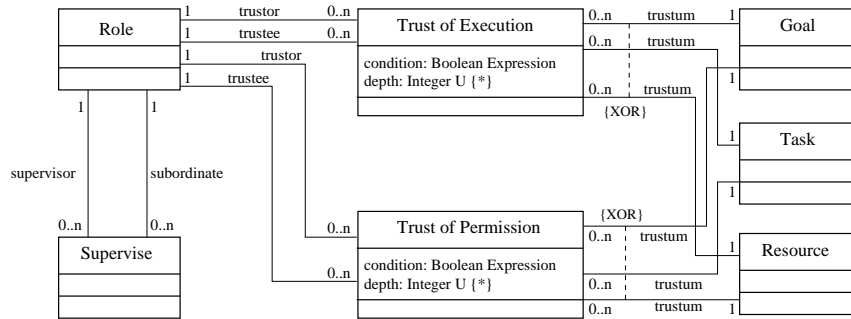 1 trustor 0..n
Role
Trust of Execution
0..n trustum 1
Goal
1 trustee 0..n
0..n trustum
1 trustor
condition: Boolean Expression
depth: Integer U {*}
1 trustee
1
0..n trustum
{XOR}
1 1
1 Task
supervisor subordinate
1
0..n 0..n
0..n
Trust of Permission
{XOR}
0..n trustum
Supervise
1 Resource
0..n
condition: Boolean Expression
depth: Integer U {*}
0..n trustum
0..n trustum 1